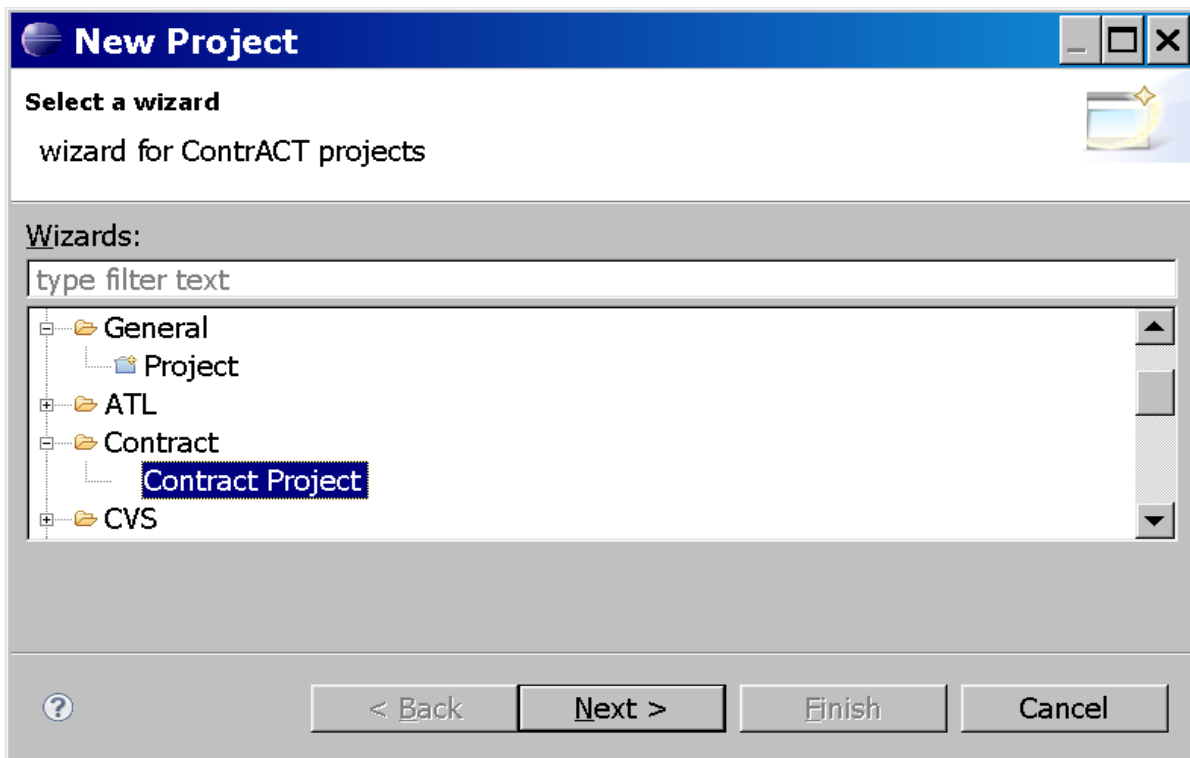 New Project
Select a wizard
wizard for ContrACT projects
Wizards:
type filter text
General
Project
ATL
Contract
Contract Project
CVS
? < Back Next > Finish Cancel